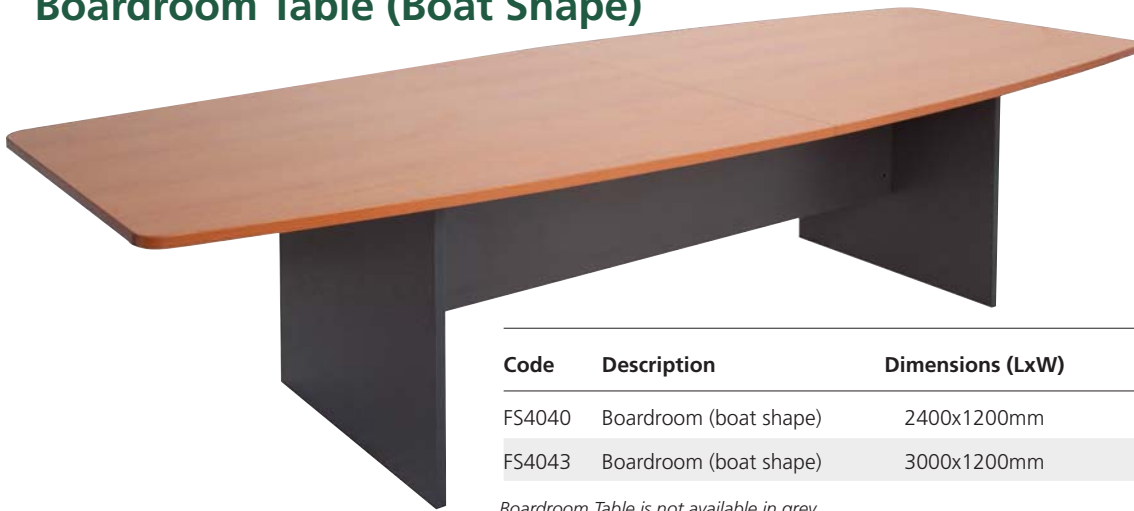 Boardroom Table (Boat Shape)
Code Description Dimensions (LxW)
FS4040 Boardroom (boat shape) 2400x1200mm
FS4043 Boardroom (boat shape) 3000x1200mm
Boardroom Table is not available in grey